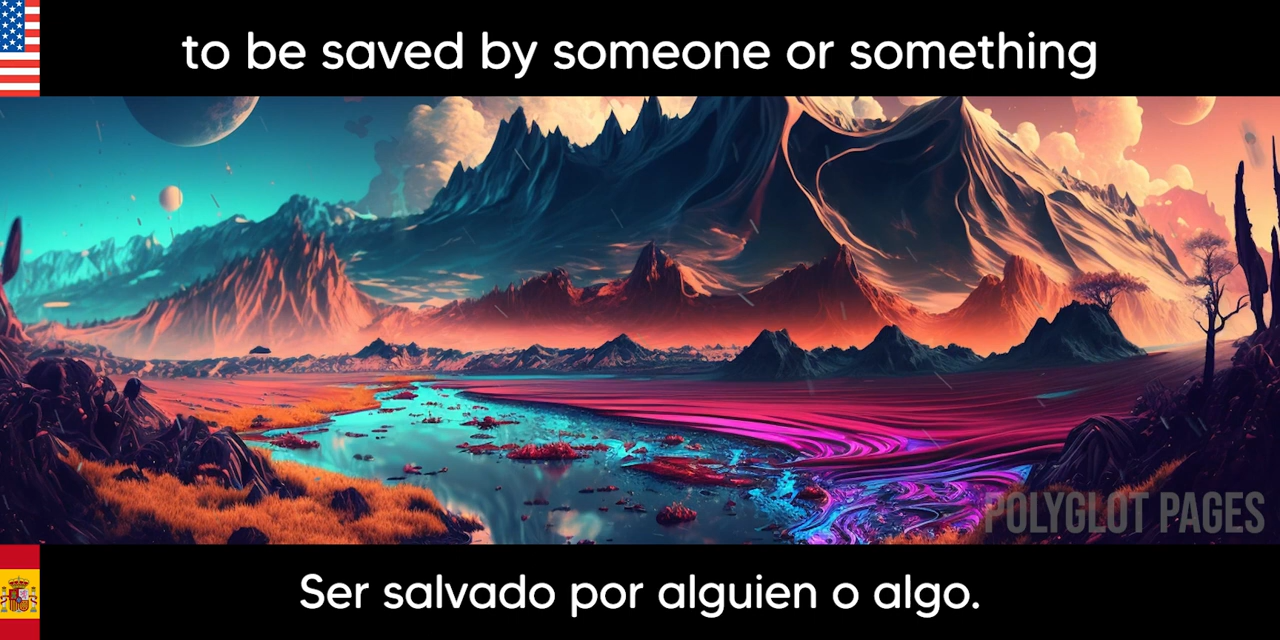 to be saved by someone or something
POLYGLOT PAGES
Ser salvado por alguien o algo.